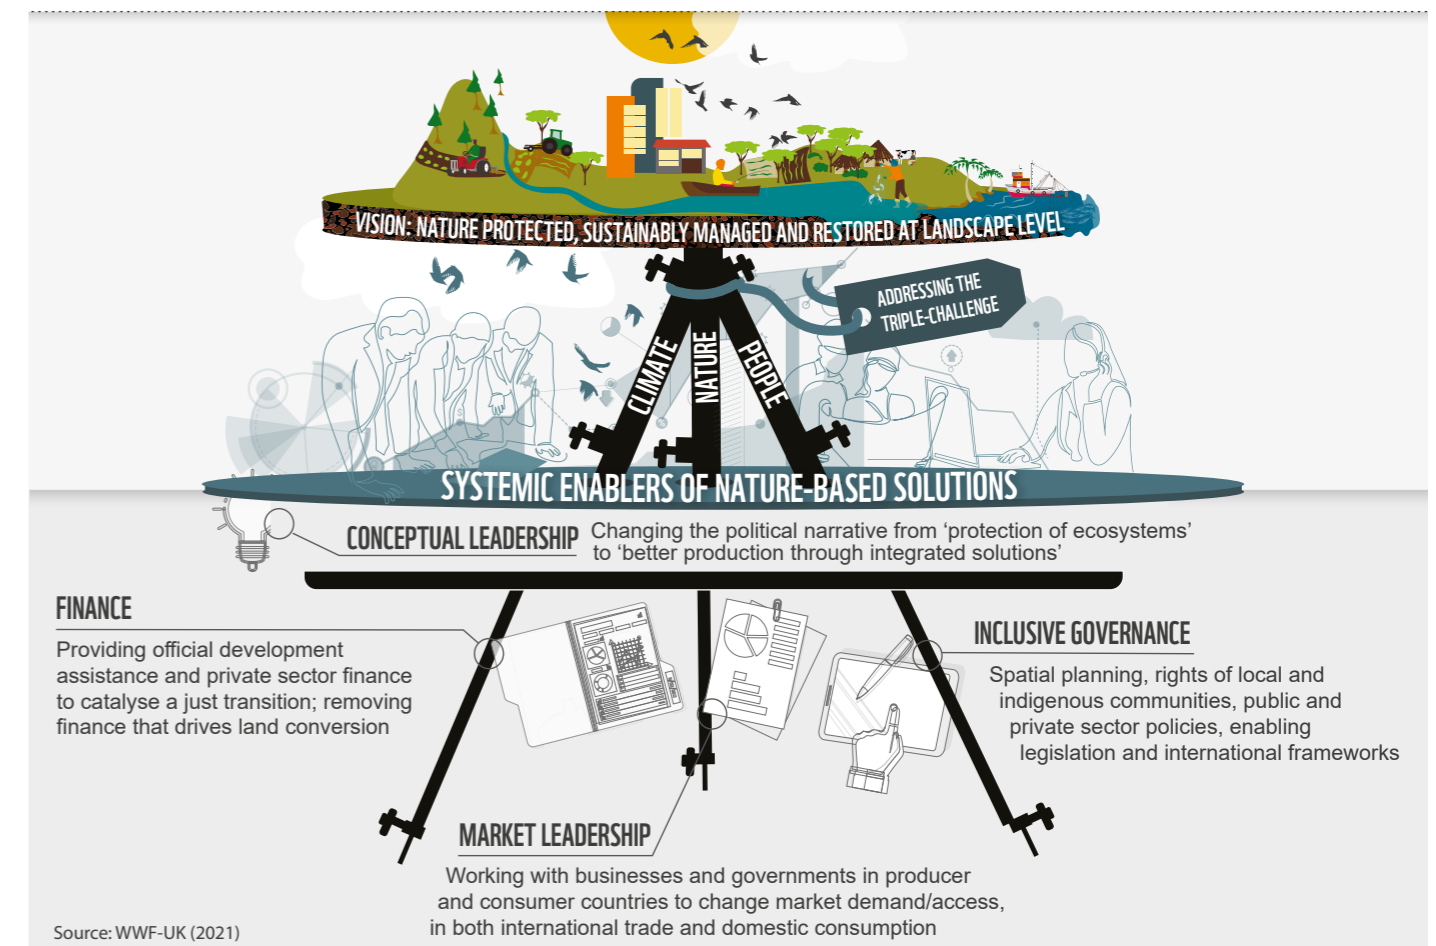 VISION: NATURE PROTECTED, SUSTAINABLY MANAGED AND RESTORED AT LANDSCAPE LEVEL
ADDRESSING THE
TRIPLE-CHALLENGE
CLIMATE
NATURE
PEOPLE
SYSTEMIC ENABLERS OF NATURE-BASED SOLUTIONS
CONCEPTUAL LEADERSHIP
Changing the political narrative from ‘protection of ecosystems’
to ‘better production through integrated solutions’
FINANCE
Providing official development
assistance and private sector finance
to catalyse a just transition; removing
finance that drives land conversion
INCLUSIVE GOVERNANCE
Spatial planning, rights of local and
indigenous communities, public and
private sector policies, enabling
legislation and international frameworks
MARKET LEADERSHIP
Working with businesses and governments in producer
and consumer countries to change market demand/access,
in both international trade and domestic consumption
Source: WWF-UK (2021)